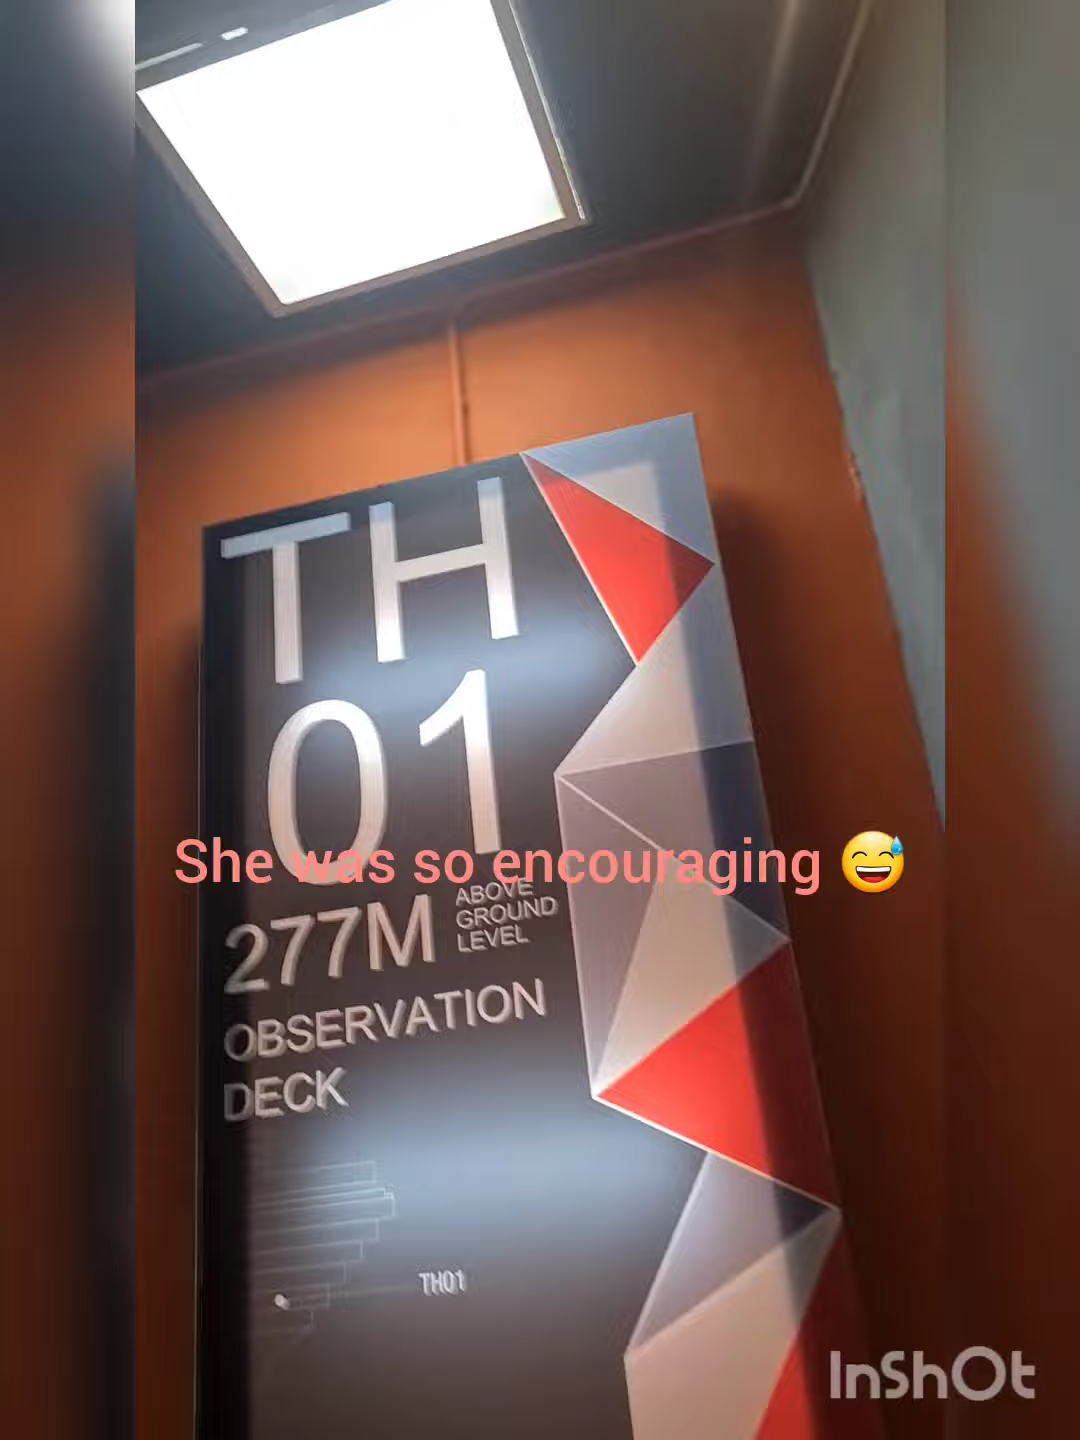 TH
01
She was so encouraging 😅
277M
ABOVE
GROUND
LEVEL
OBSERVATION
DECK
TH01
InShOt